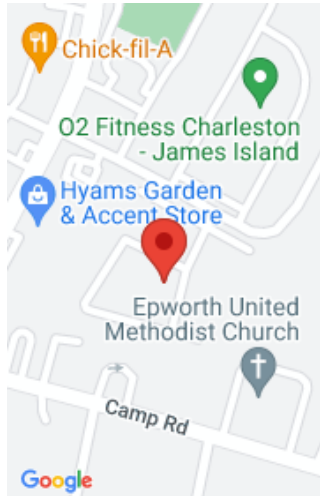 Chick-fil-A
O2 Fitness Charleston
- James Island
Hyams Garden
& Accent Store
Epworth United
Methodist Church
Camp Rd
Google